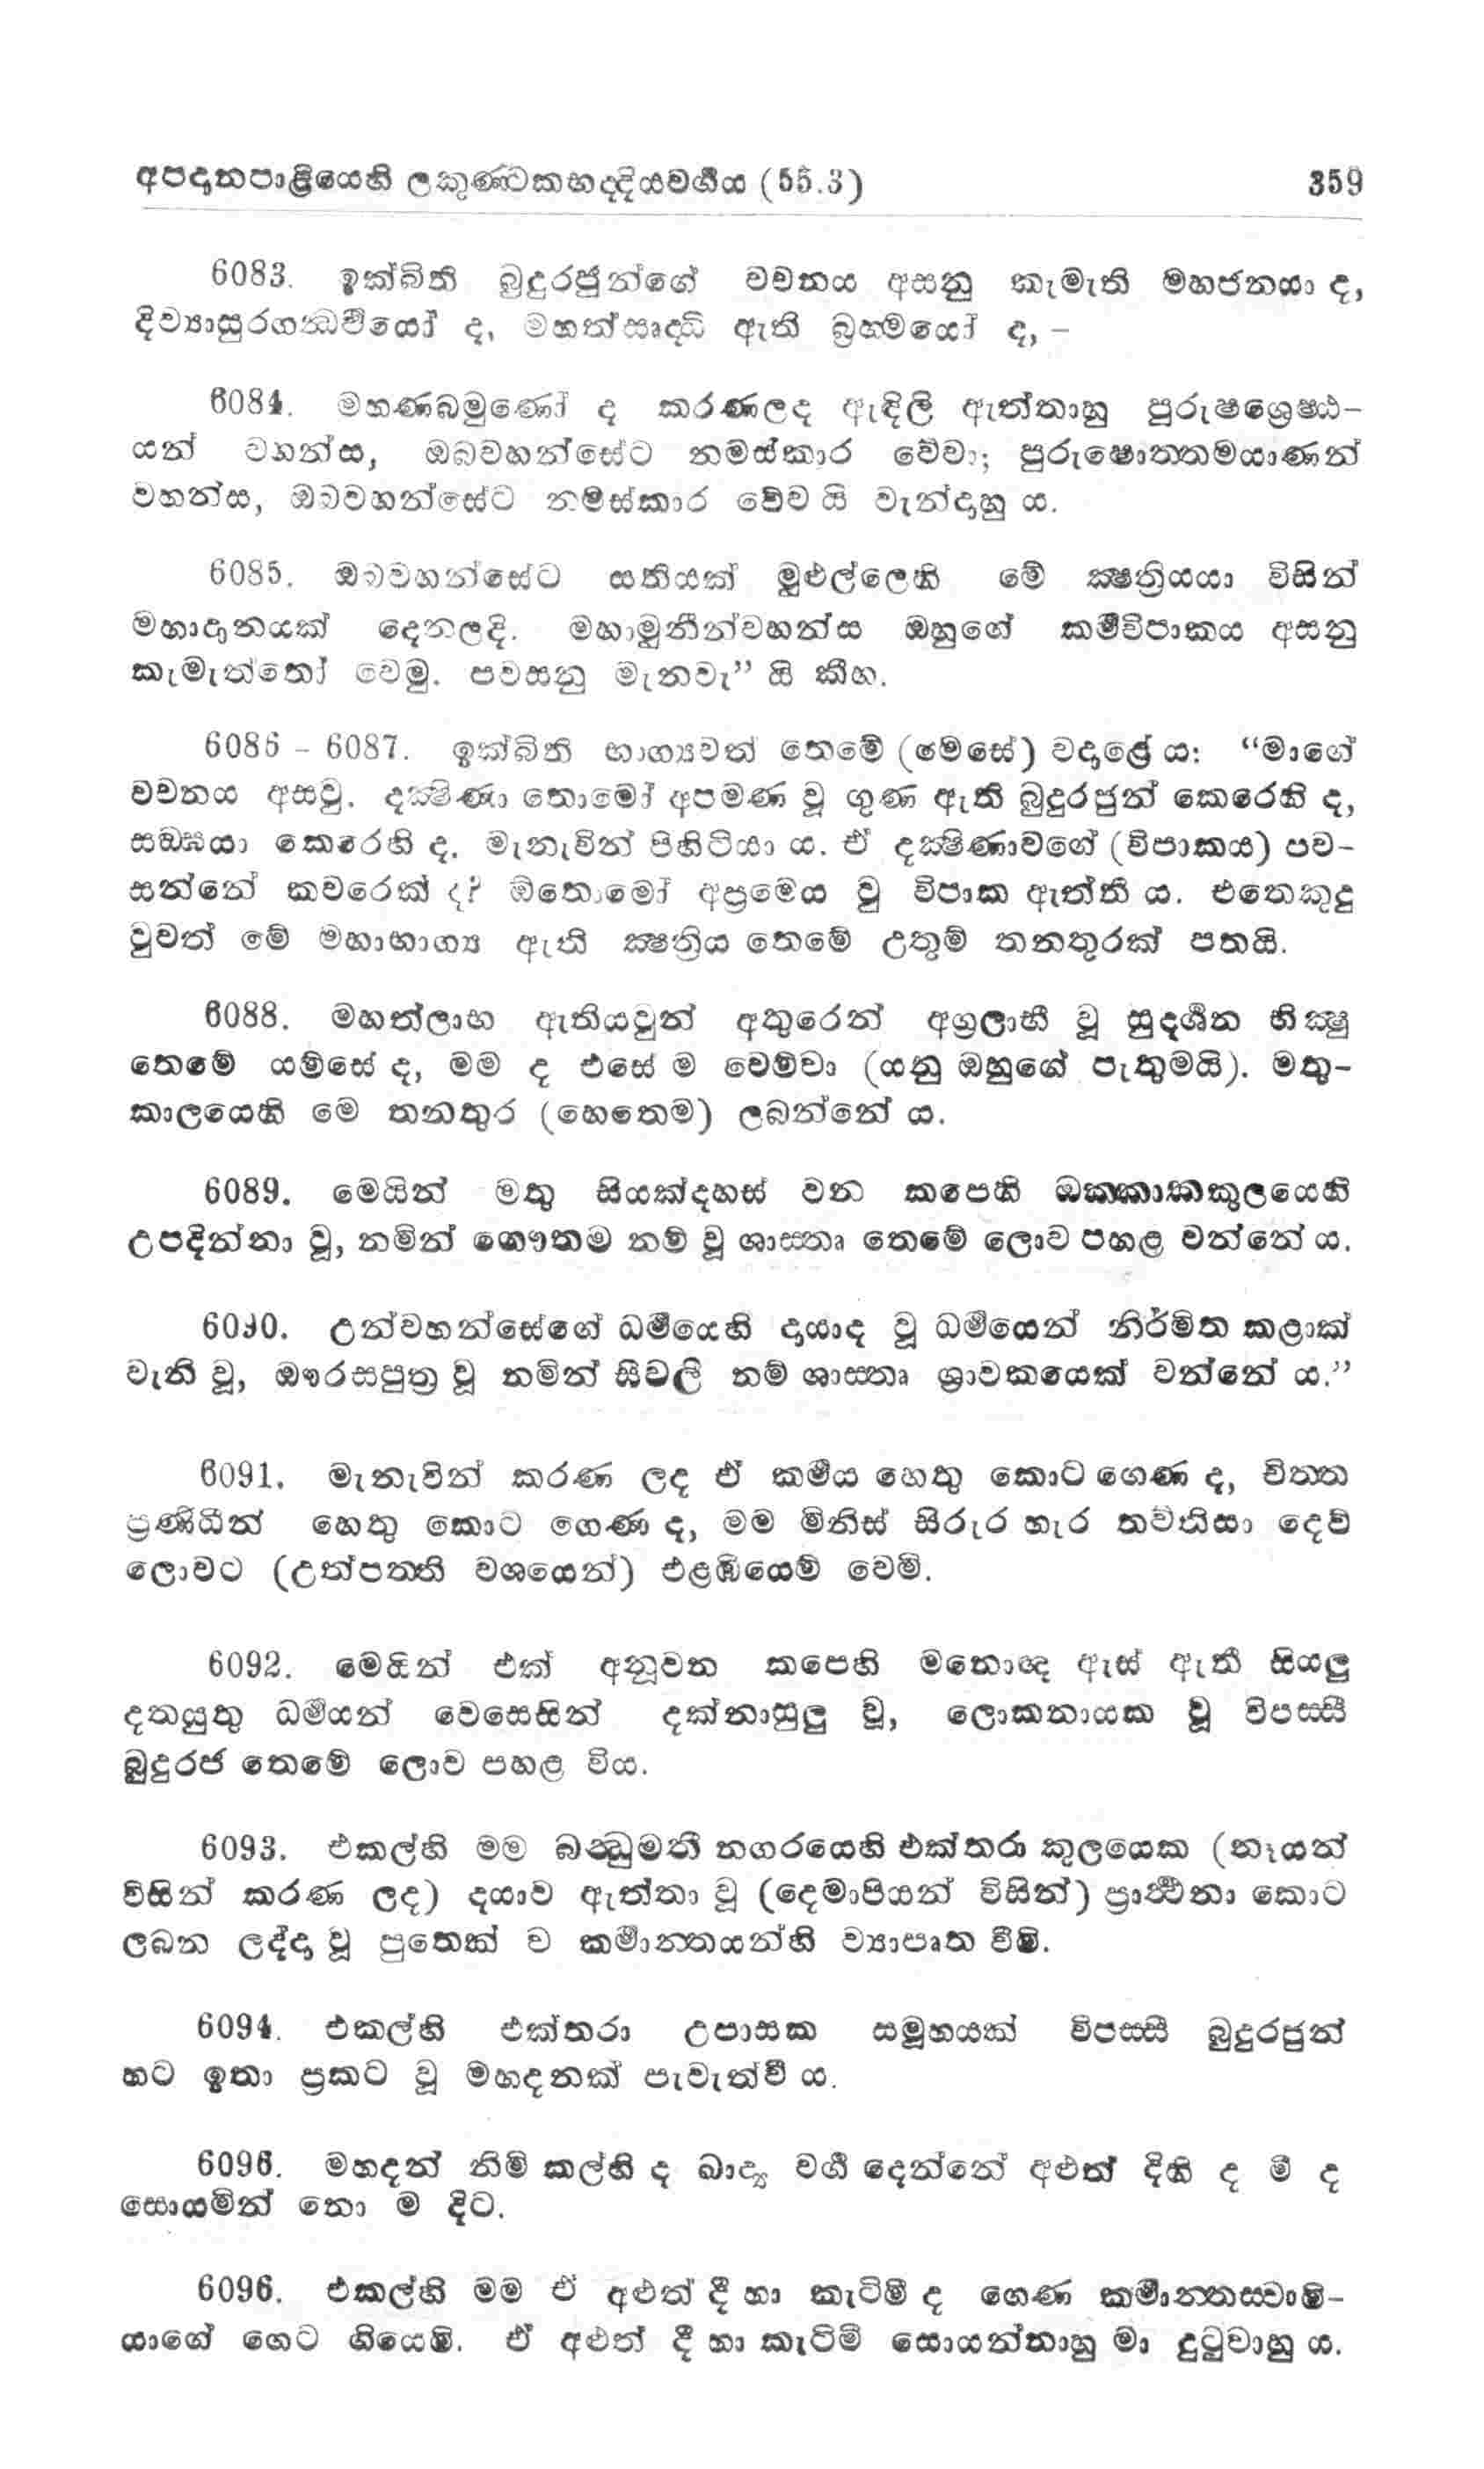 අපදානපාළියෙහි ලකුණ්ටකභද්දියවර්‍ගය (55.3) 359
6083. ඉක්බිති බුදුරජුන්ගේ වචනය අසනු කැමැති මහජනයා ද,
දිව්‍යාසුරගන්‍ධර්‍වයෝ ද, මහත්සෘද්ධි ඇති බ්‍රහ්මයෝ ද, –
6084. මහණබමුණෝ ද කරණලද ඇඳිලි ඇත්තාහු පුරුෂශ්‍රෙෂ්ඨ-
යන් වහන්ස, ඔබවහන්සේට නමස්කාර වේවා; පුරුෂොත්තමයාණන්
වහන්ස, ඔබවහන්සේට නමස්කාර වේව යි වැන්දාහු ය.
6085. ඔබවහන්සේට සතියක් මුළුල්ලෙහි මේ ක්‍ෂත්‍රියයා විසින්
මහාදානයක් දෙනලදි. මහාමුනීන්වහන්ස ඔහුගේ කර්‍මවිපාකය අසනු
කැමැත්තෝ වෙමු. පවසනු මැනවැ” යි කීහ.
6086 – 6087. ඉක්බිති භාග්‍යවත් තෙමේ (මෙසේ) වදාළේ ය: “මාගේ
වචනය අසවු. දක්‍ෂිණා තොමෝ අපමණ වූ ගුණ ඇති බුදුරජුන් කෙරෙහි ද,
සඞ්ඝයා කෙරෙහි ද, මැනැවින් පිහිටියා ය. ඒ දක්‍ෂිණාවගේ (විපාකය) පව-
සන්නේ කවරෙක් ද? ඕතොමෝ අප්‍රමෙය වු විපාක ඇත්තී ය. එතෙකුදු
වුවත් මේ මහාභාග්‍ය ඇති ක්‍ෂත්‍රිය තෙමේ උතුම් තනතුරක් පතයි.
6088. මහත්ලාභ ඇතියවුන් අතුරෙන් අග්‍රලාභී වූ සුදර්‍ශන භික්‍ෂු
තෙමේ යම්සේ ද, මම ද එසේ ම වෙම්වා (යනු ඔහුගේ පැතුමයි). මතු-
කාලයෙහි මෙ තනතුර (හෙතෙම) ලබන්නේ ය.
6089. මෙයින් මතු සියක්දහස් වන කපෙහි ඔක්කාකකුලයෙහි
උපදින්නා වූ, නමින් ගෞතම නම් වූ ශාස්තෘ තෙමේ ලොව පහළ වන්නේ ය.
6090. උන්වහන්සේගේ ධර්‍මයෙහි දායාද වූ ධර්‍මයෙන් නිර්මිත කළාක්
වැනි වූ, ඖරසපුත්‍ර වූ නමින් සීවලි නම් ශාස්තෘ ශ්‍රාවකයෙක් වන්නේ ය.”
6091. මැනැවින් කරණ ලද ඒ කර්‍මය හෙතු කොට ගෙණ ද, චිත්ත
ප්‍රණිධීන් හෙතු කොට ගෙණ ද, මම මිනිස් සිරුර හැර තව්තිසා දෙව්
ලොවට (උත්පත්ති වශයෙන්) එළඹියෙම් වෙමි.
6092. මෙයින් එක් අනූවන කපෙහි මනොඥ ඇස් ඇති සියලු
දතයුතු ධර්‍මයන් වෙසෙසින් දක්නාසුලු වූ, ලොකනායක වූ විපස්සී
බුදුරජ තෙමේ ලොව පහළ විය.
6093. එකල්හි මම බන්‍ධුමතී නගරයෙහි එක්තරා කුලයෙක (නෑයන්
විසින් කරණ ලද) දයාව ඇත්තා වූ (දෙමාපියන් විසින්) ප්‍රාර්‍ත්‍ථනා කොට
ලබන ලද්දා වූ පුතෙක් ව කර්‍මාන්තයන්හි ව්‍යාපෘත වීමි.
6094. එකල්හි එක්තරා උපාසක සමූහයක් විපස්සී බුදුරජුන්
හට ඉතා ප්‍රකට වූ මහදනක් පැවැත්වී ය.
6096. මහදන් නිමි කල්හි ද ඛාද්‍ය වර්‍ග දෙන්නේ අළුත් දිහි ද මී ද
සොයමින් නො ම දිට.
6096. එකල්හි මම ඒ අළුත් දී හා කැටිමී ද ගෙණ කර්‍මාන්තස්වාමි-
යාගේ ගෙට ගියෙමි. ඒ අළුත් දී හා කැටිමී සොයන්නාහු මා දුටුවාහු ය.